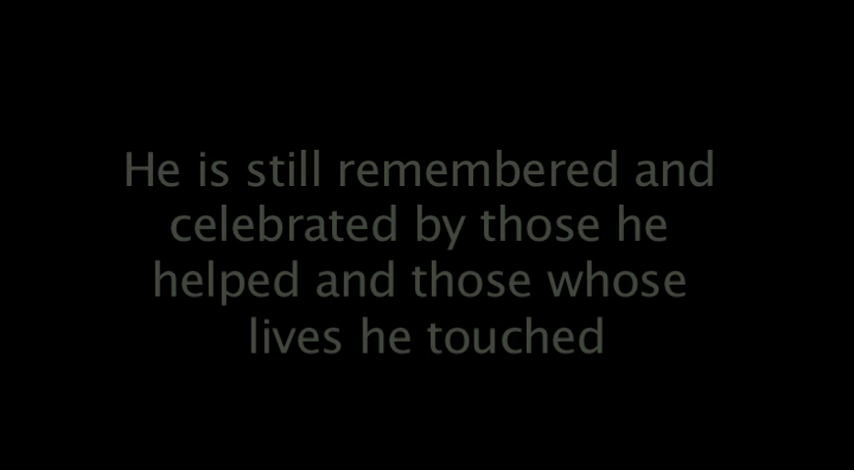 He is still remembered and
celebrated by those he
helped and those whose
lives he touched